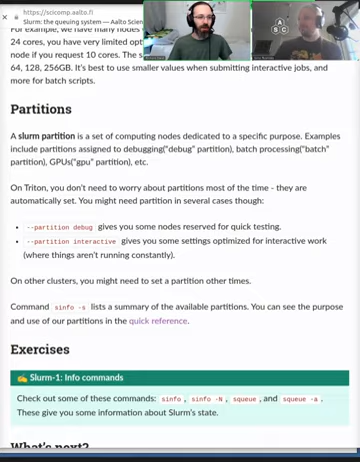 https://scicomp.aalto.fi
Slurm: the queuing system — Aalto Scien
For example, we have many nodes
24 cores, you have very limited opt
node if you request 10 cores. The s
64, 128, 256GB. It's best to use smaller values when submitting interactive jobs, and
more for batch scripts.
Partitions
A slurm partition is a set of computing nodes dedicated to a specific purpose. Examples
include partitions assigned to debugging("debug" partition), batch processing("batch"
partition), GPUs("gpu" partition), etc.
On Triton, you don't need to worry about partitions most of the time - they are
automatically set. You might need partition in several cases though:
• --partition debug gives you some nodes reserved for quick testing.
• --partition interactive gives you some settings optimized for interactive work
(where things aren't running constantly).
On other clusters, you might need to set a partition other times.
Command sinfo -s lists a summary of the available partitions. You can see the purpose
and use of our partitions in the quick reference.
Exercises
✍️ Slurm-1: Info commands
Check out some of these commands: sinfo, sinfo -N, squeue, and squeue -a.
These give you some information about Slurm's state.
What's next?